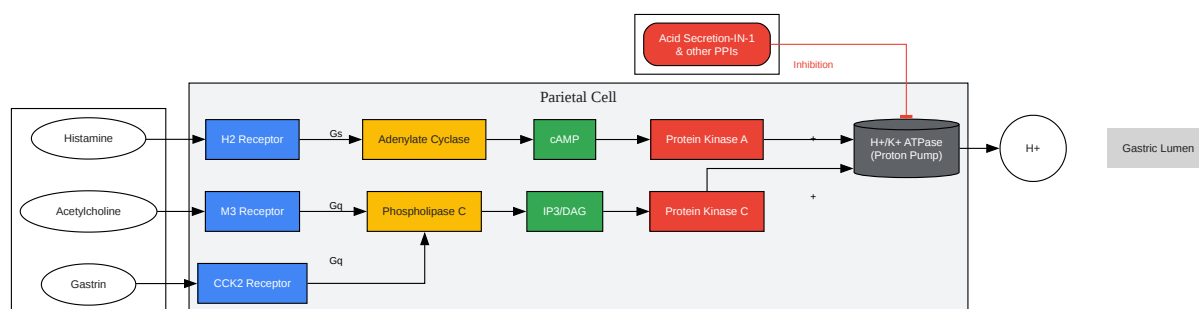 Acid Secretion-IN-1
& other PPIs
Inhibition
Parietal Cell
Histamine
H2 Receptor
Gs
Adenylate Cyclase
cAMP
Protein Kinase A
+
H+/K+ ATPase
(Proton Pump)
H+
Gastric Lumen
Acetylcholine
M3 Receptor
Gq
Phospholipase C
IP3/DAG
Protein Kinase C
+
Gastrin
CCK2 Receptor
Gq